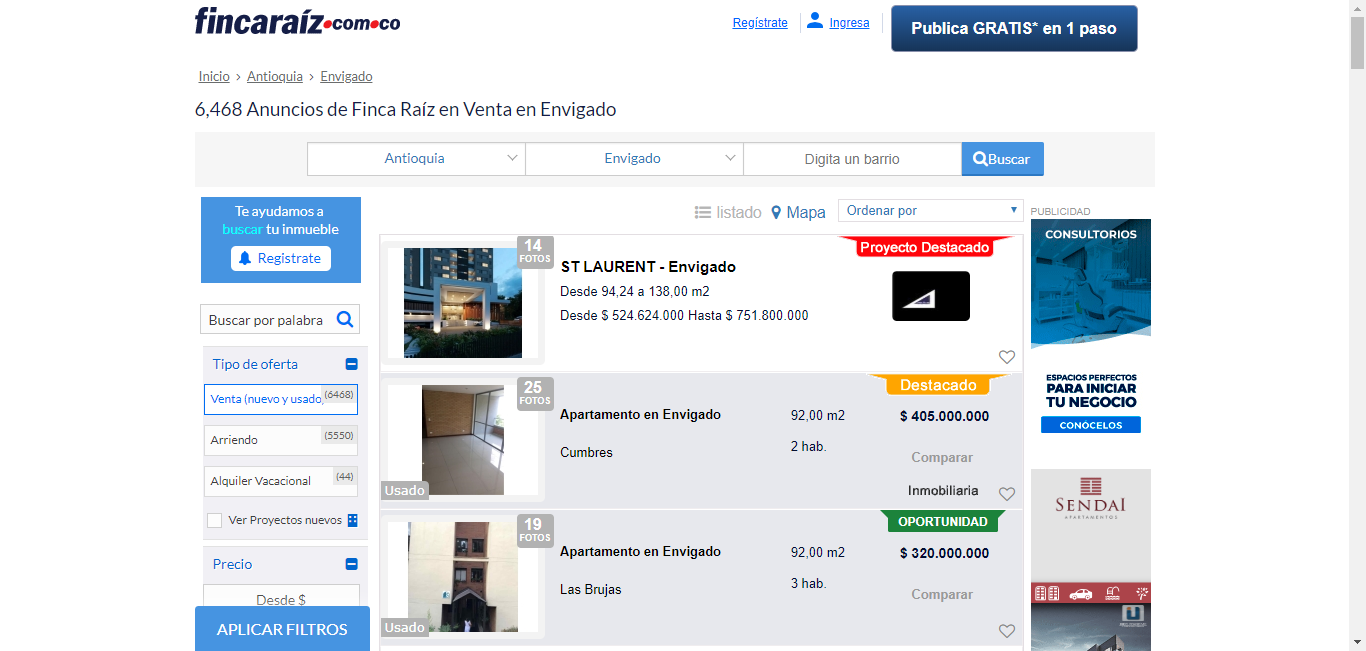 fincaraíz.com.co
Regístrate
Ingresa
Publica GRATIS* en 1 paso
Inicio > Antioquia > Envigado
6,468 Anuncios de Finca Raíz en Venta en Envigado
Antioquia
Envigado
Digita un barrio
Buscar
Te ayudamos a
buscar tu inmueble
Registrate
Buscar por palabra
Tipo de oferta
Venta (nuevo y usado) (6468)
Arriendo (5550)
Alquiler Vacacional (44)
Ver Proyectos nuevos
Precio
Desde $
APLICAR FILTROS
listado
Mapa
Ordenar por
14
FOTOS
Proyecto Destacado
ST LAURENT - Envigado
Desde 94,24 a 138,00 m2
Desde $ 524.624.000 Hasta $ 751.800.000
25
FOTOS
Destacado
Apartamento en Envigado
92,00 m2
$ 405.000.000
Cumbres
2 hab.
Comparar
Usado
Inmobiliaria
19
FOTOS
OPORTUNIDAD
Apartamento en Envigado
92,00 m2
$ 320.000.000
Las Brujas
3 hab.
Comparar
Usado
PUBLICIDAD
CONSULTORIOS
ESPACIOS PERFECTOS
PARA INICIAR
TU NEGOCIO
CONÓCELOS
SENDAI
APARTAMENTOS